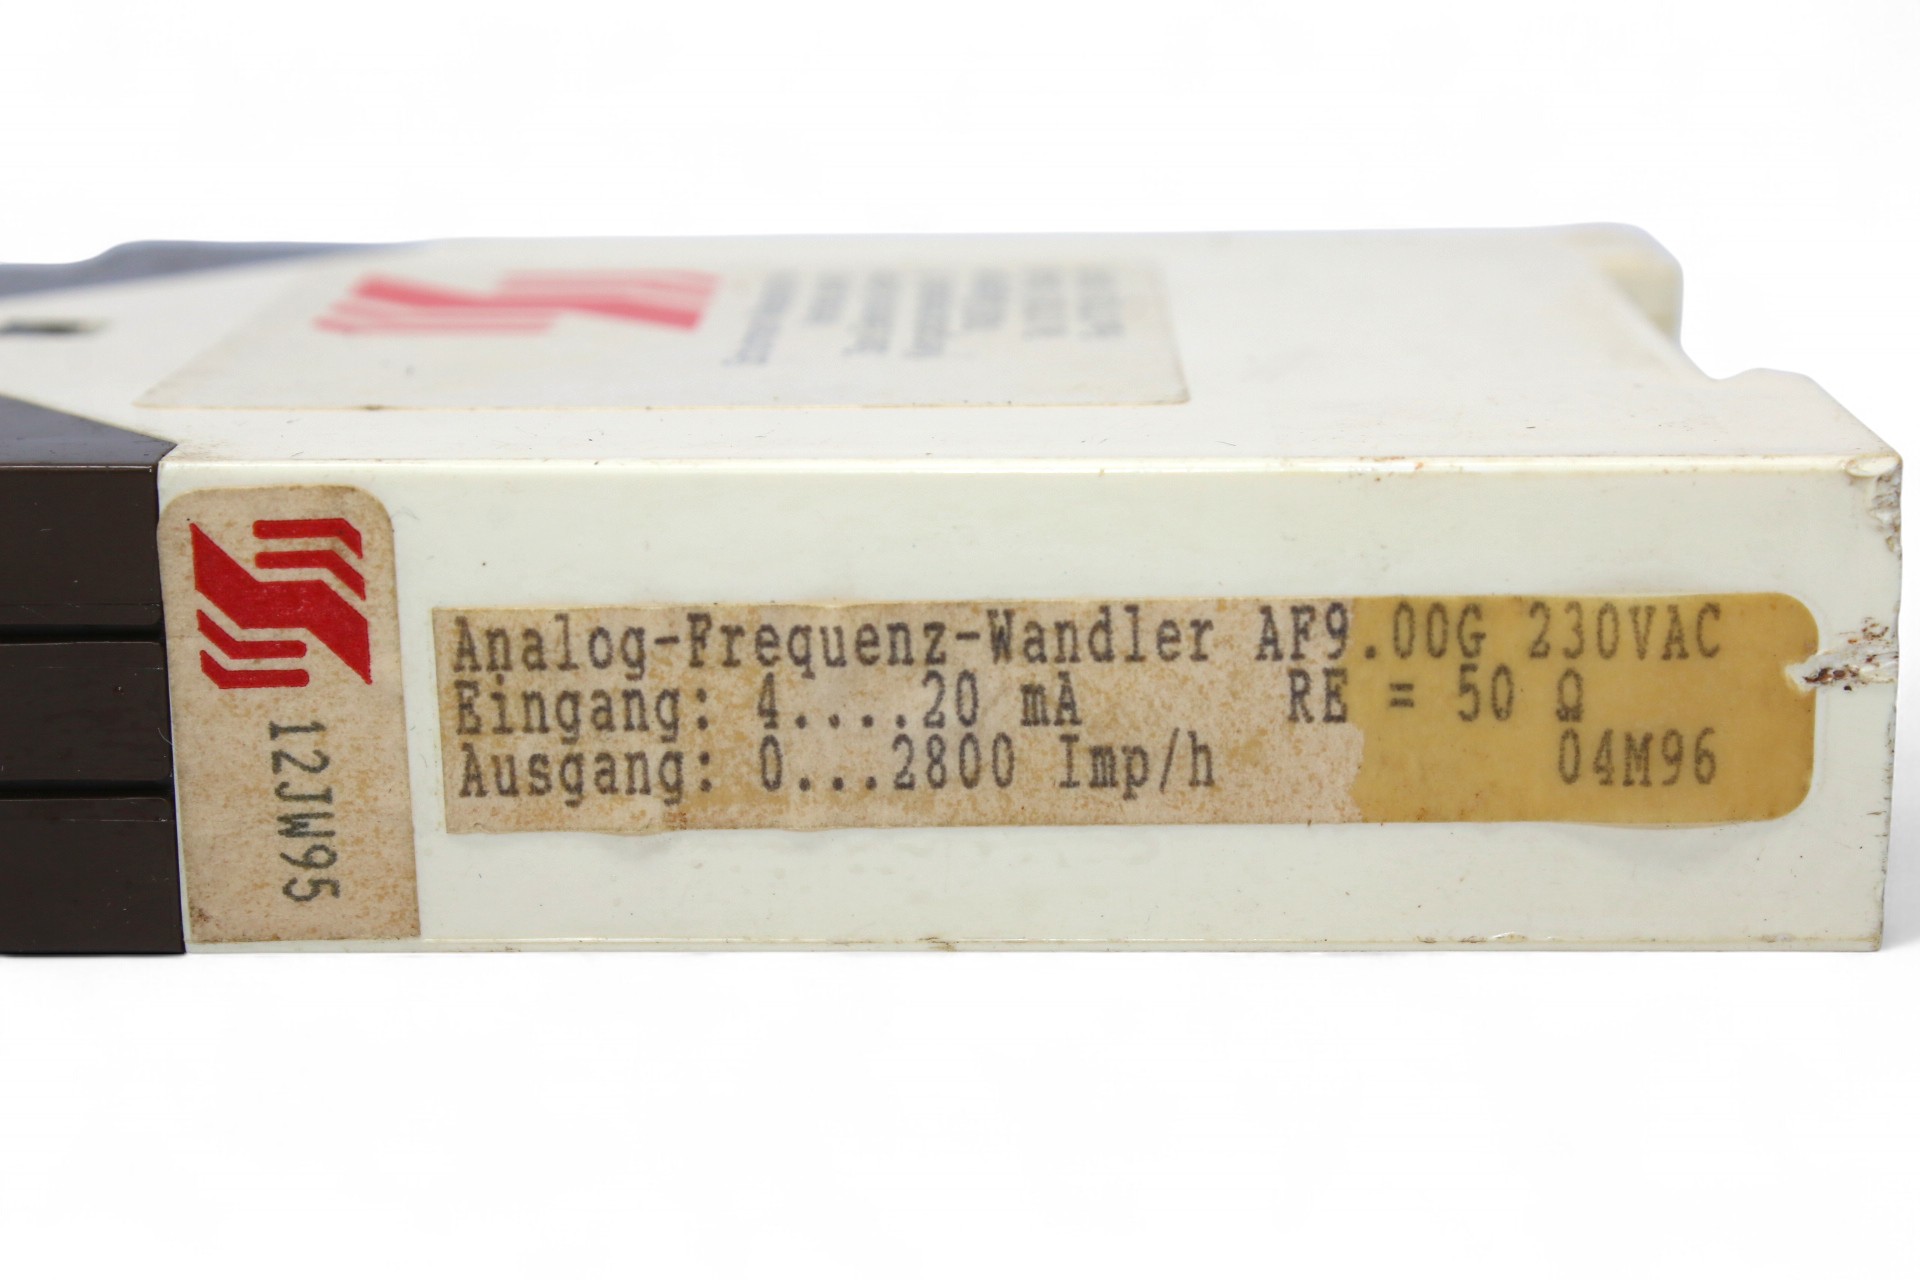 Analog-Frequenz-Wandler AF9.00G 230VAC
Eingang: 4....20 mA RE = 50 Ω
Ausgang: 0...2800 Imp/h 04M96
12JW95